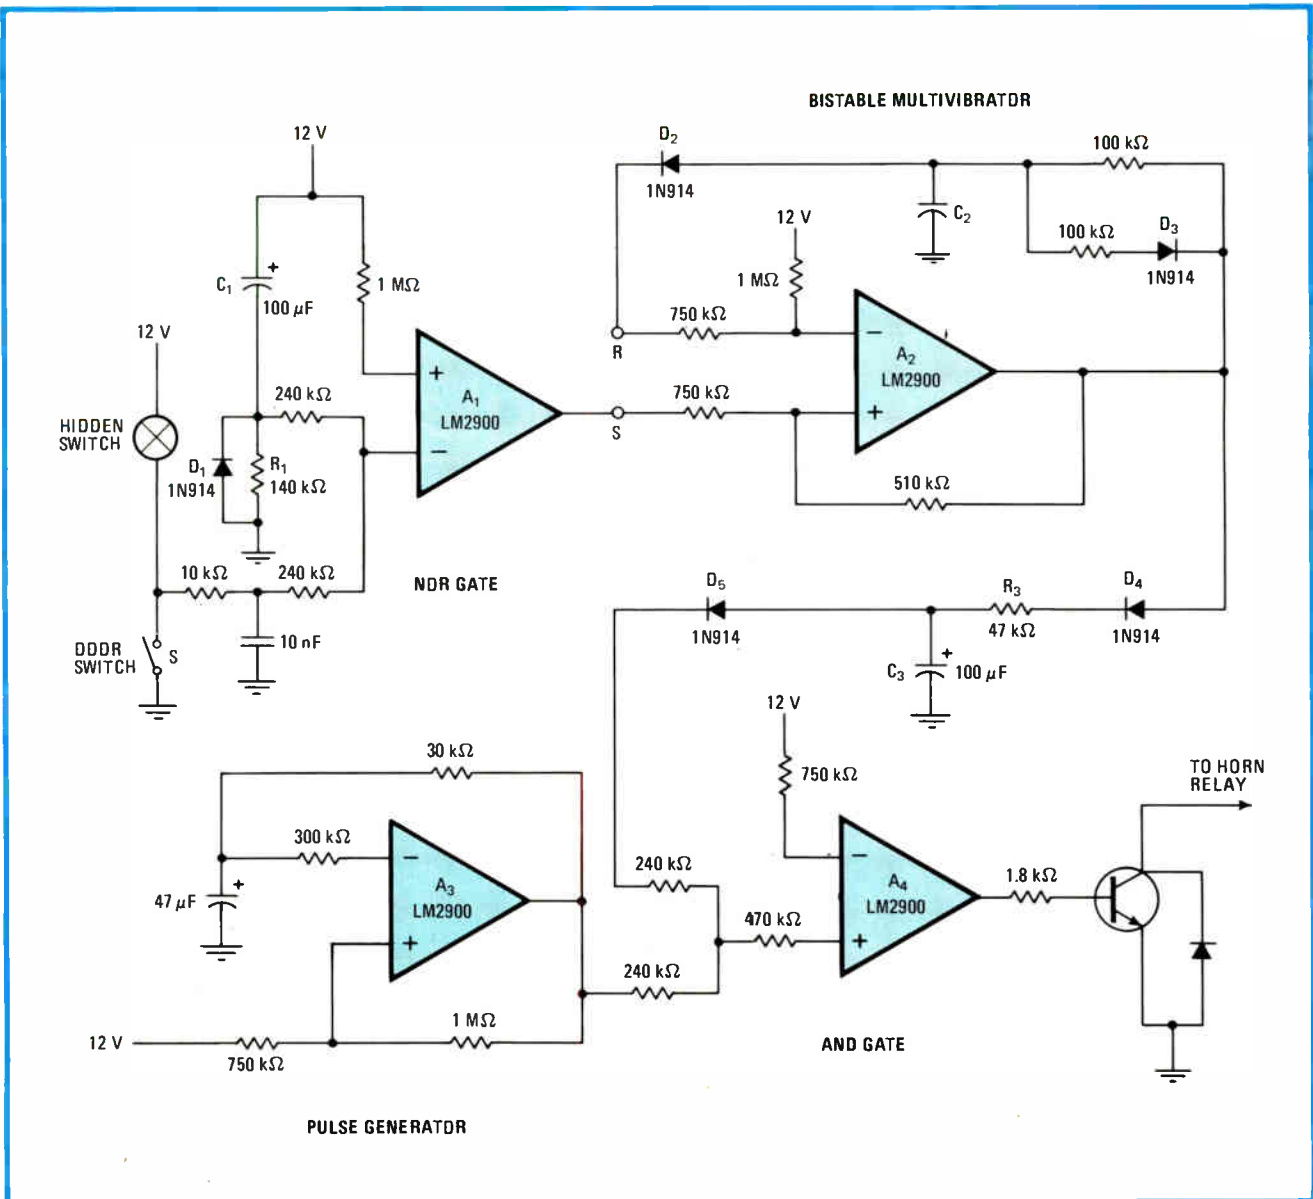 BISTABLE MULTIVIBRATOR
12 V
D2
1N914
100 kΩ
C2
100 kΩ
D3
1N914
12 V
1 MΩ
C1
+
100 µF
1 MΩ
750 kΩ
R
−
A2
LM2900
+
12 V
HIDDEN
SWITCH
240 kΩ
+
A1
LM2900
−
S
750 kΩ
D1
1N914
R1
140 kΩ
510 kΩ
10 kΩ
240 kΩ
NOR GATE
DOOR
SWITCH
S
10 nF
D5
1N914
R3
47 kΩ
D4
1N914
C3
+
100 µF
12 V
750 kΩ
TO HORN
RELAY
30 kΩ
300 kΩ
47 µF
+
−
A3
LM2900
+
240 kΩ
470 kΩ
−
A4
LM2900
+
1.8 kΩ
240 kΩ
12 V
750 kΩ
1 MΩ
AND GATE
PULSE GENERATOR